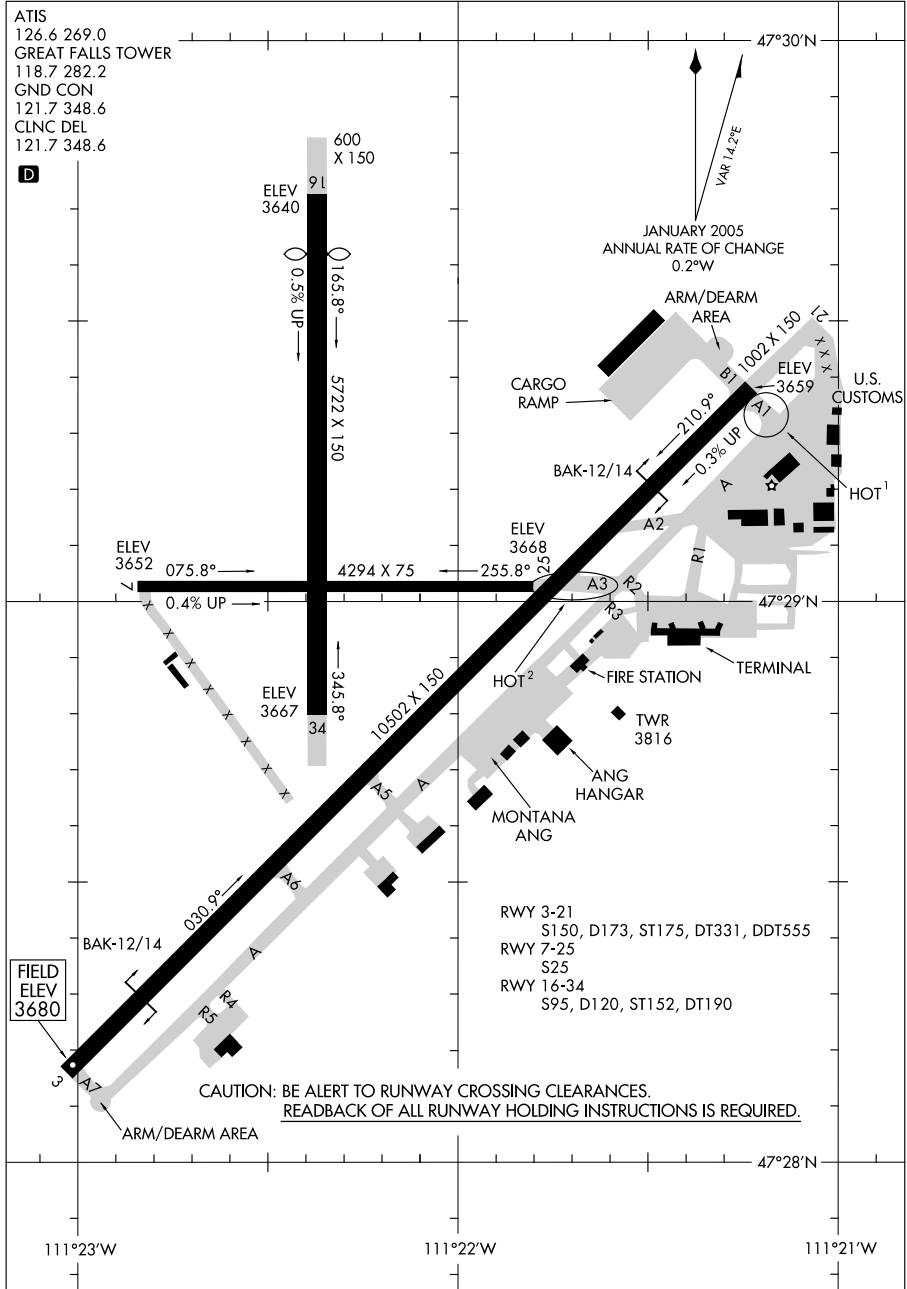 ATIS
126.6 269.0
GREAT FALLS TOWER
118.7 282.2
GND CON
121.7 348.6
CLNC DEL
121.7 348.6
D
47°30'N
VAR 14.2°E
JANUARY 2005
ANNUAL RATE OF CHANGE
0.2°W
600
X 150
16
ELEV
3640
0.5% UP
165.8°
5722 X 150
ARM/DEARM
AREA
1002 X 150
21
X X X
B1
ELEV
3659
U.S.
CUSTOMS
CARGO
RAMP
A1
210.9°
0.3% UP
BAK-12/14
A
HOT1
A2
ELEV
3668
25
R1
ELEV
3652
075.8°
4294 X 75
255.8°
7
A3
R2
R3
0.4% UP
47°29'N
X X X X X X X
HOT2
FIRE STATION
TERMINAL
345.8°
ELEV
3667
34
10502 X 150
TWR
3816
ANG
HANGAR
MONTANA
ANG
A5
A
A6
030.9°
A
BAK-12/14
RWY 3-21
S150, D173, ST175, DT331, DDT555
RWY 7-25
S25
RWY 16-34
S95, D120, ST152, DT190
FIELD
ELEV
3680
R4
R5
3
A7
CAUTION: BE ALERT TO RUNWAY CROSSING CLEARANCES.
READBACK OF ALL RUNWAY HOLDING INSTRUCTIONS IS REQUIRED.
ARM/DEARM AREA
47°28'N
111°23'W
111°22'W
111°21'W